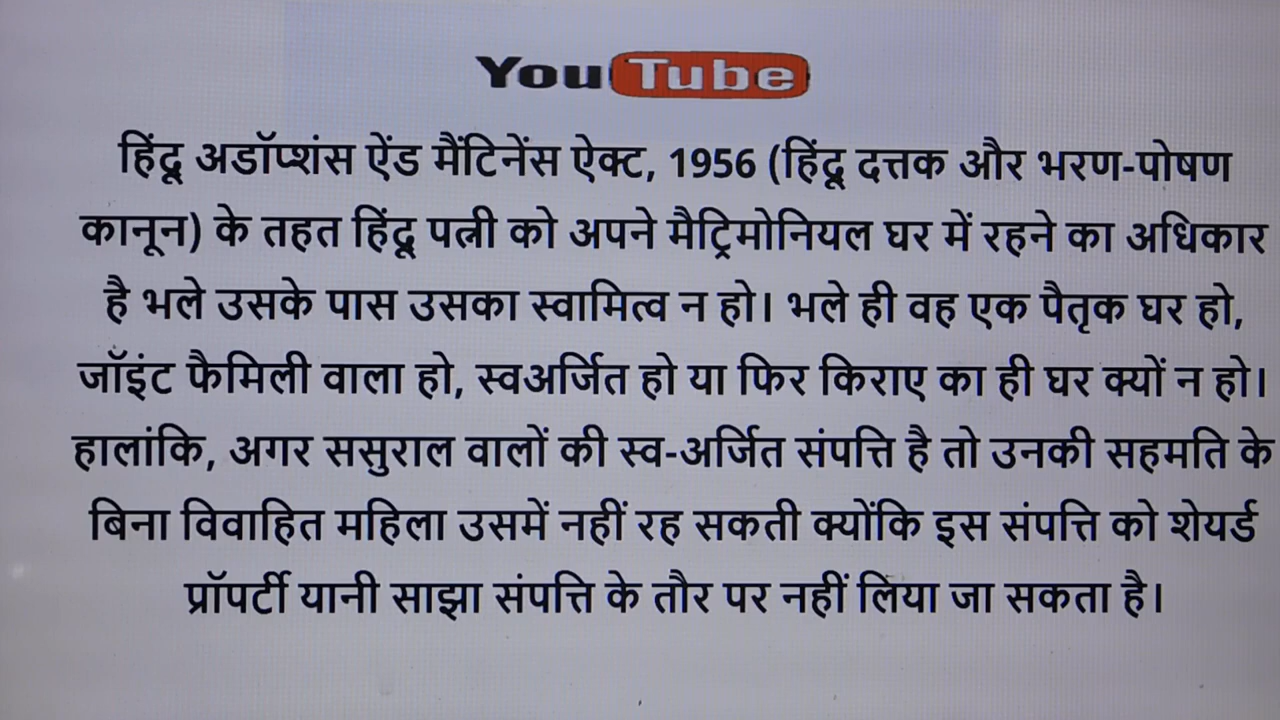 YouTube
हिंदू अडॉप्शंस ऐंड मैंटिनेंस ऐक्ट, 1956 (हिंदू दत्तक और भरण-पोषण
कानून) के तहत हिंदू पत्नी को अपने मैट्रिमोनियल घर में रहने का अधिकार
है भले उसके पास उसका स्वामित्व न हो। भले ही वह एक पैतृक घर हो,
जॉइंट फैमिली वाला हो, स्वअर्जित हो या फिर किराए का ही घर क्यों न हो।
हालांकि, अगर ससुराल वालों की स्व-अर्जित संपत्ति है तो उनकी सहमति के
बिना विवाहित महिला उसमें नहीं रह सकती क्योंकि इस संपत्ति को शेयर्ड
प्रॉपर्टी यानी साझा संपत्ति के तौर पर नहीं लिया जा सकता है।